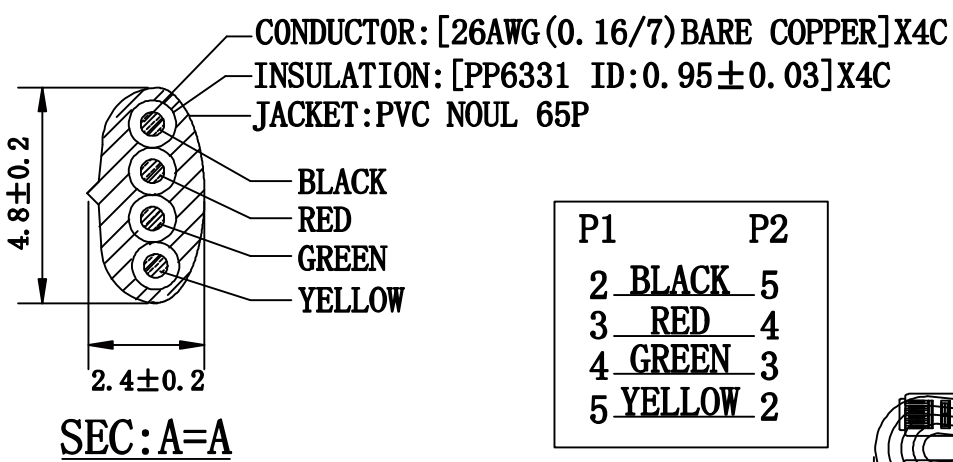 CONDUCTOR:[26AWG(0.16/7)BARE COPPER]X4C
INSULATION:[PP6331 ID:0.95±0.03]X4C
JACKET:PVC NOUL 65P
4.8±0.2
BLACK
RED
GREEN
YELLOW
2.4±0.2
SEC:A=A
P1 P2
2 BLACK 5
3 RED 4
4 GREEN 3
5 YELLOW 2